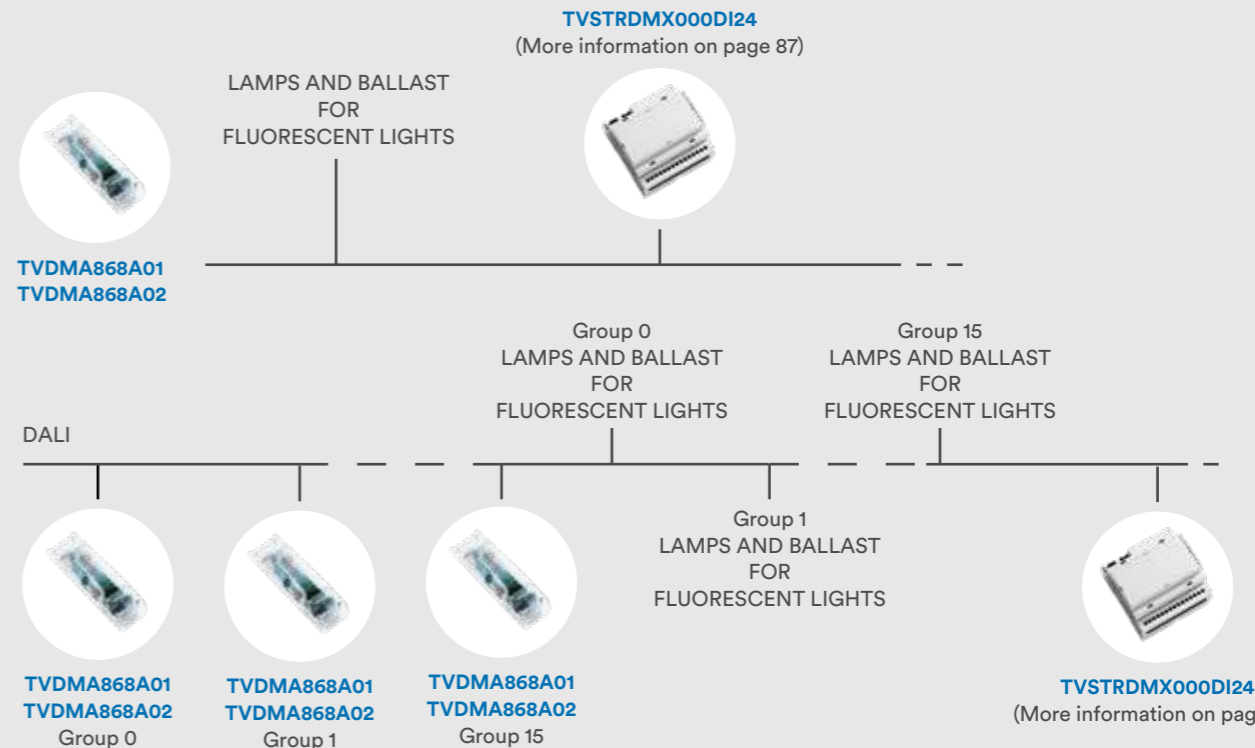 TVSTRDMX000DI24
(More information on page 87)
LAMPS AND BALLAST
FOR
FLUORESCENT LIGHTS
TVDMA868A01
TVDMA868A02
Group 0
LAMPS AND BALLAST
FOR
FLUORESCENT LIGHTS
Group 15
LAMPS AND BALLAST
FOR
FLUORESCENT LIGHTS
DALI
Group 1
LAMPS AND BALLAST
FOR
FLUORESCENT LIGHTS
TVDMA868A01
TVDMA868A02
Group 0
TVDMA868A01
TVDMA868A02
Group 1
TVDMA868A01
TVDMA868A02
Group 15
TVSTRDMX000DI24
(More information on pag